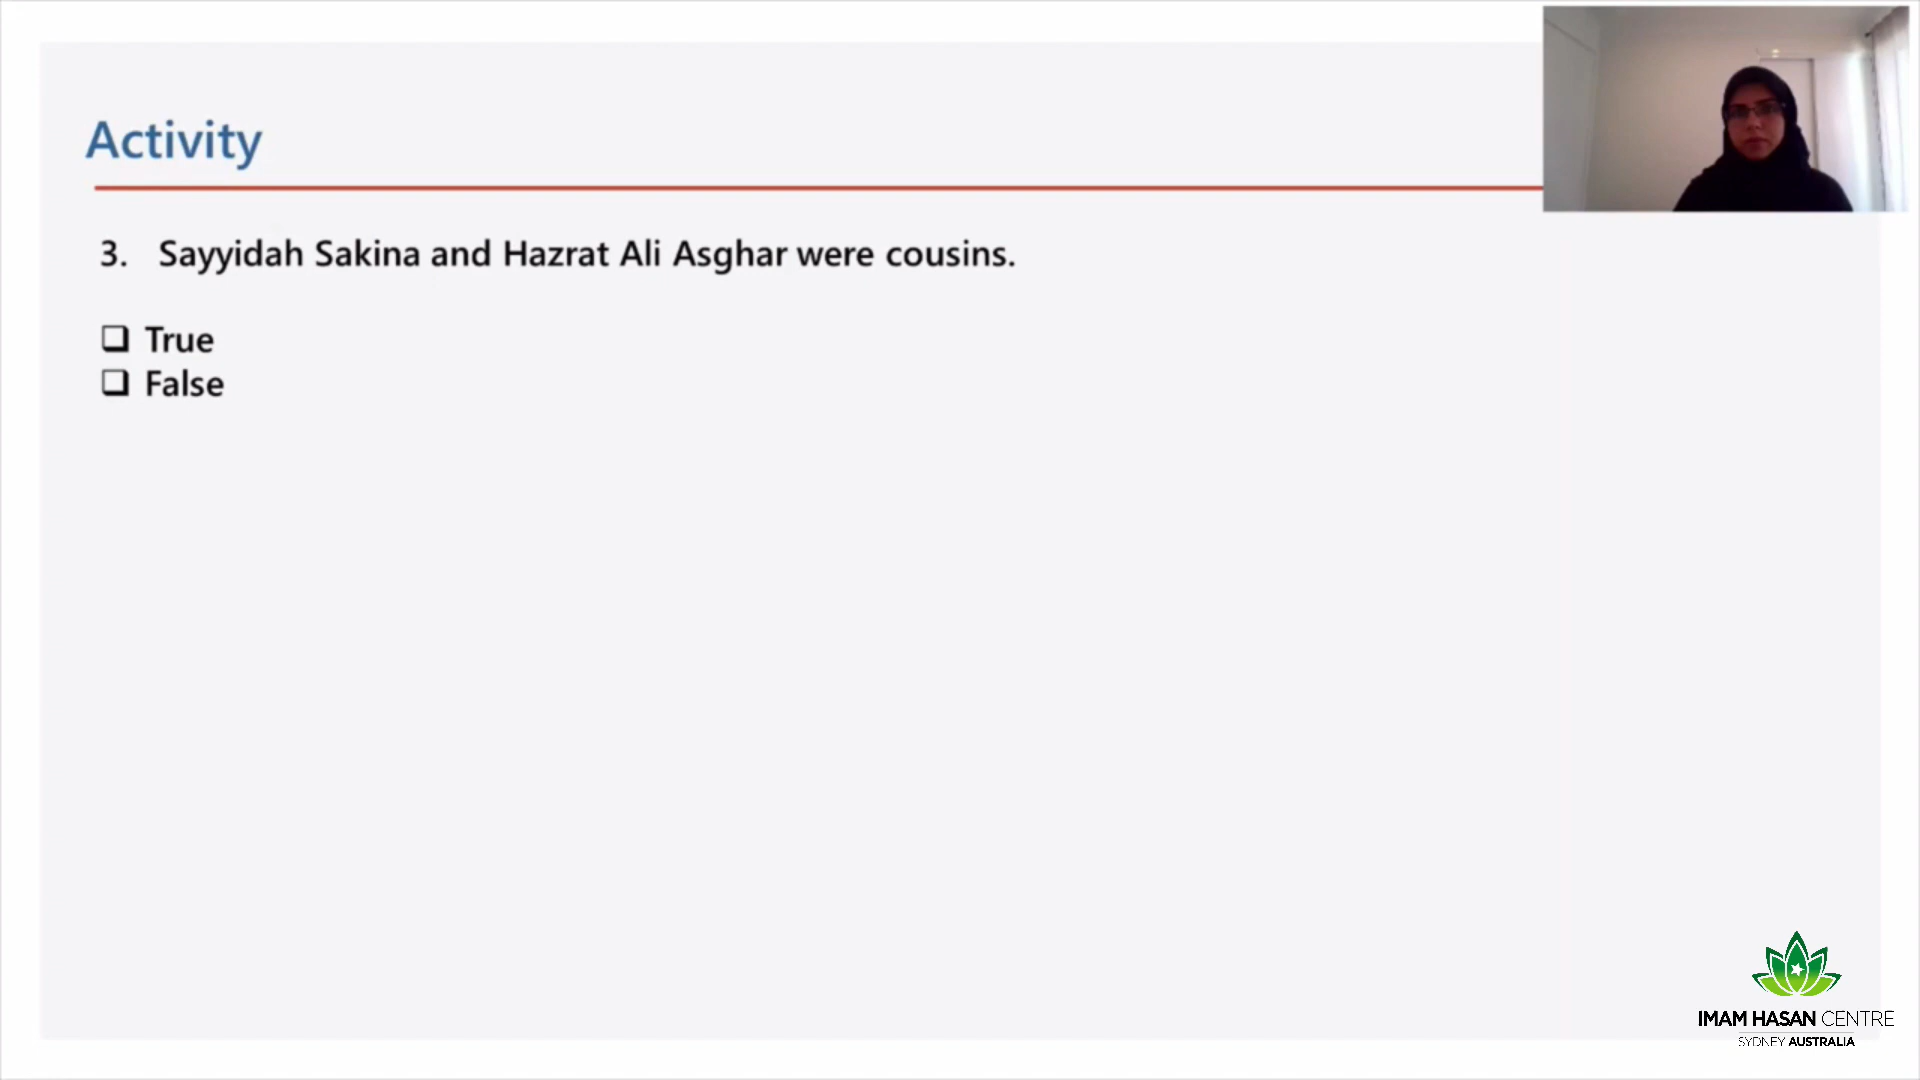 Activity
3. Sayyidah Sakina and Hazrat Ali Asghar were cousins.
❑ True
❑ False
IMAM HASAN CENTRE
SYDNEY AUSTRALIA